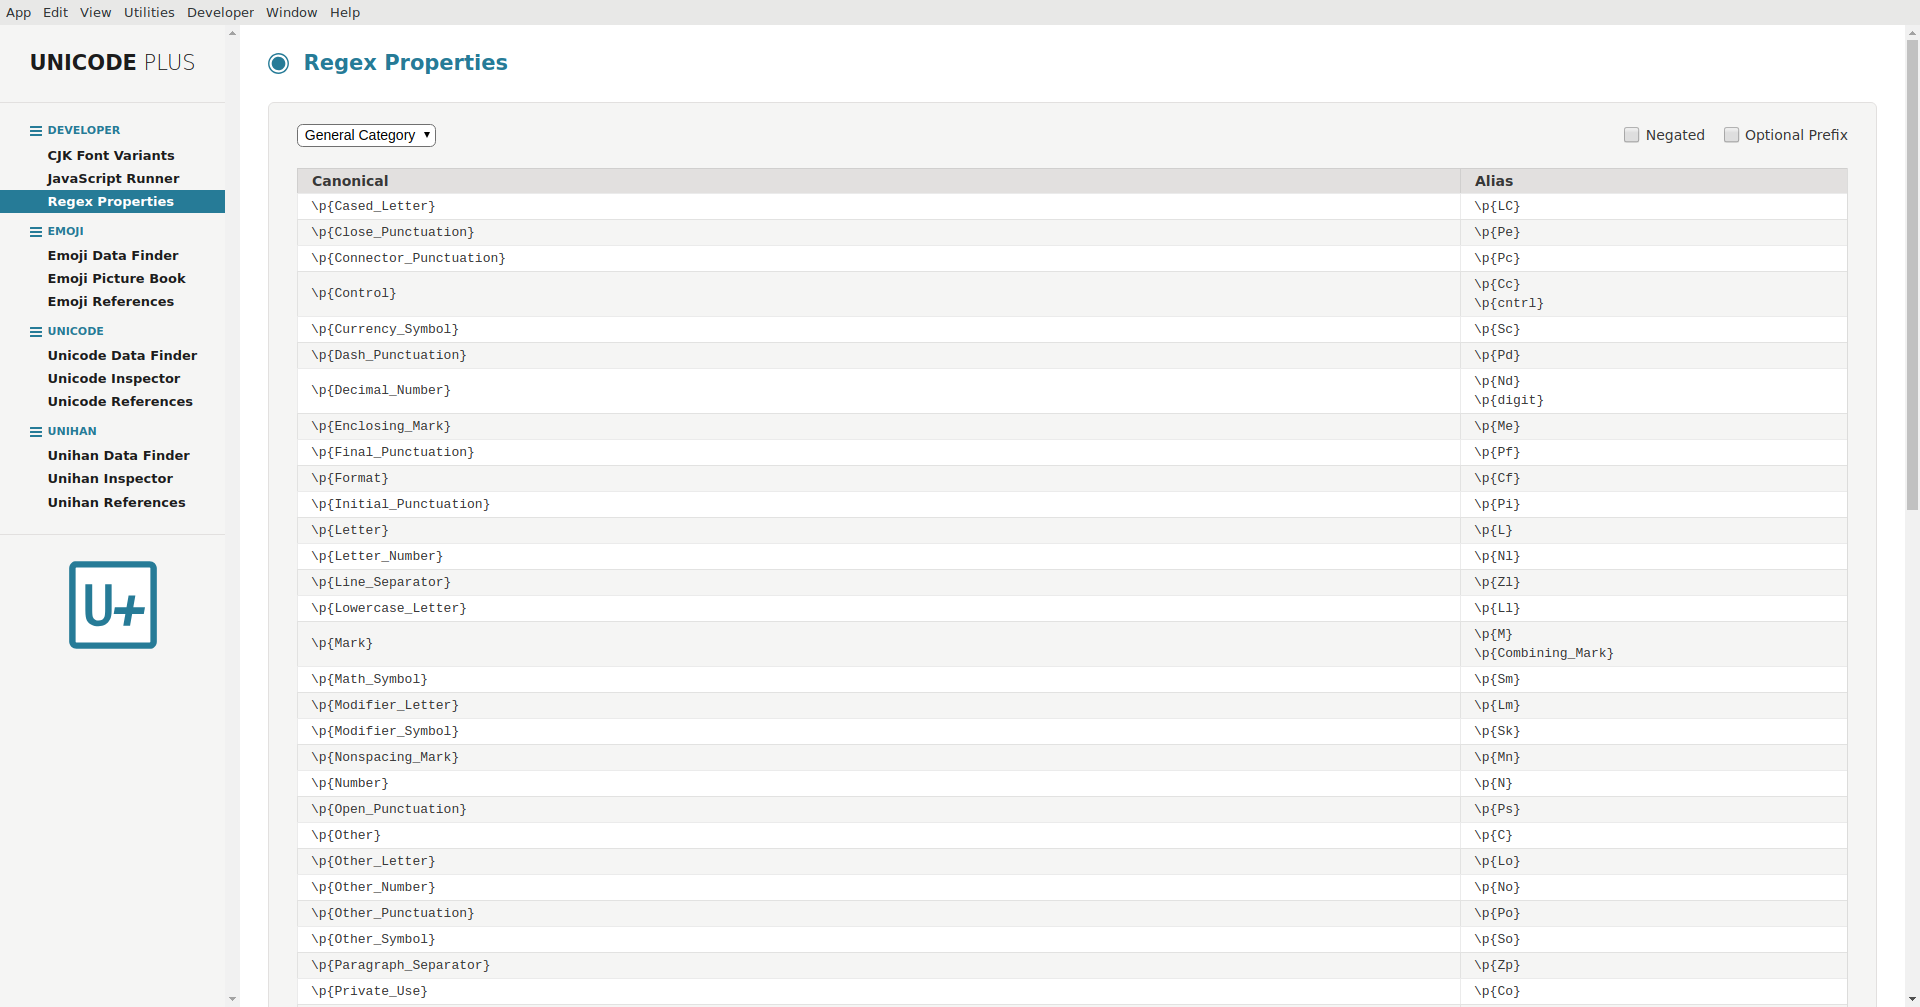 App Edit View Utilities Developer Window Help
UNICODE PLUS
DEVELOPER
CJK Font Variants
JavaScript Runner
Regex Properties
EMOJI
Emoji Data Finder
Emoji Picture Book
Emoji References
UNICODE
Unicode Data Finder
Unicode Inspector
Unicode References
UNIHAN
Unihan Data Finder
Unihan Inspector
Unihan References
U+
Regex Properties
General Category Negated Optional Prefix
Canonical Alias
\p{Cased_Letter} \p{LC}
\p{Close_Punctuation} \p{Pe}
\p{Connector_Punctuation} \p{Pc}
\p{Control} \p{Cc}
\p{cntrl}
\p{Currency_Symbol} \p{Sc}
\p{Dash_Punctuation} \p{Pd}
\p{Decimal_Number} \p{Nd}
\p{digit}
\p{Enclosing_Mark} \p{Me}
\p{Final_Punctuation} \p{Pf}
\p{Format} \p{Cf}
\p{Initial_Punctuation} \p{Pi}
\p{Letter} \p{L}
\p{Letter_Number} \p{Nl}
\p{Line_Separator} \p{Zl}
\p{Lowercase_Letter} \p{Ll}
\p{Mark} \p{M}
\p{Combining_Mark}
\p{Math_Symbol} \p{Sm}
\p{Modifier_Letter} \p{Lm}
\p{Modifier_Symbol} \p{Sk}
\p{Nonspacing_Mark} \p{Mn}
\p{Number} \p{N}
\p{Open_Punctuation} \p{Ps}
\p{Other} \p{C}
\p{Other_Letter} \p{Lo}
\p{Other_Number} \p{No}
\p{Other_Punctuation} \p{Po}
\p{Other_Symbol} \p{So}
\p{Paragraph_Separator} \p{Zp}
\p{Private_Use} \p{Co}